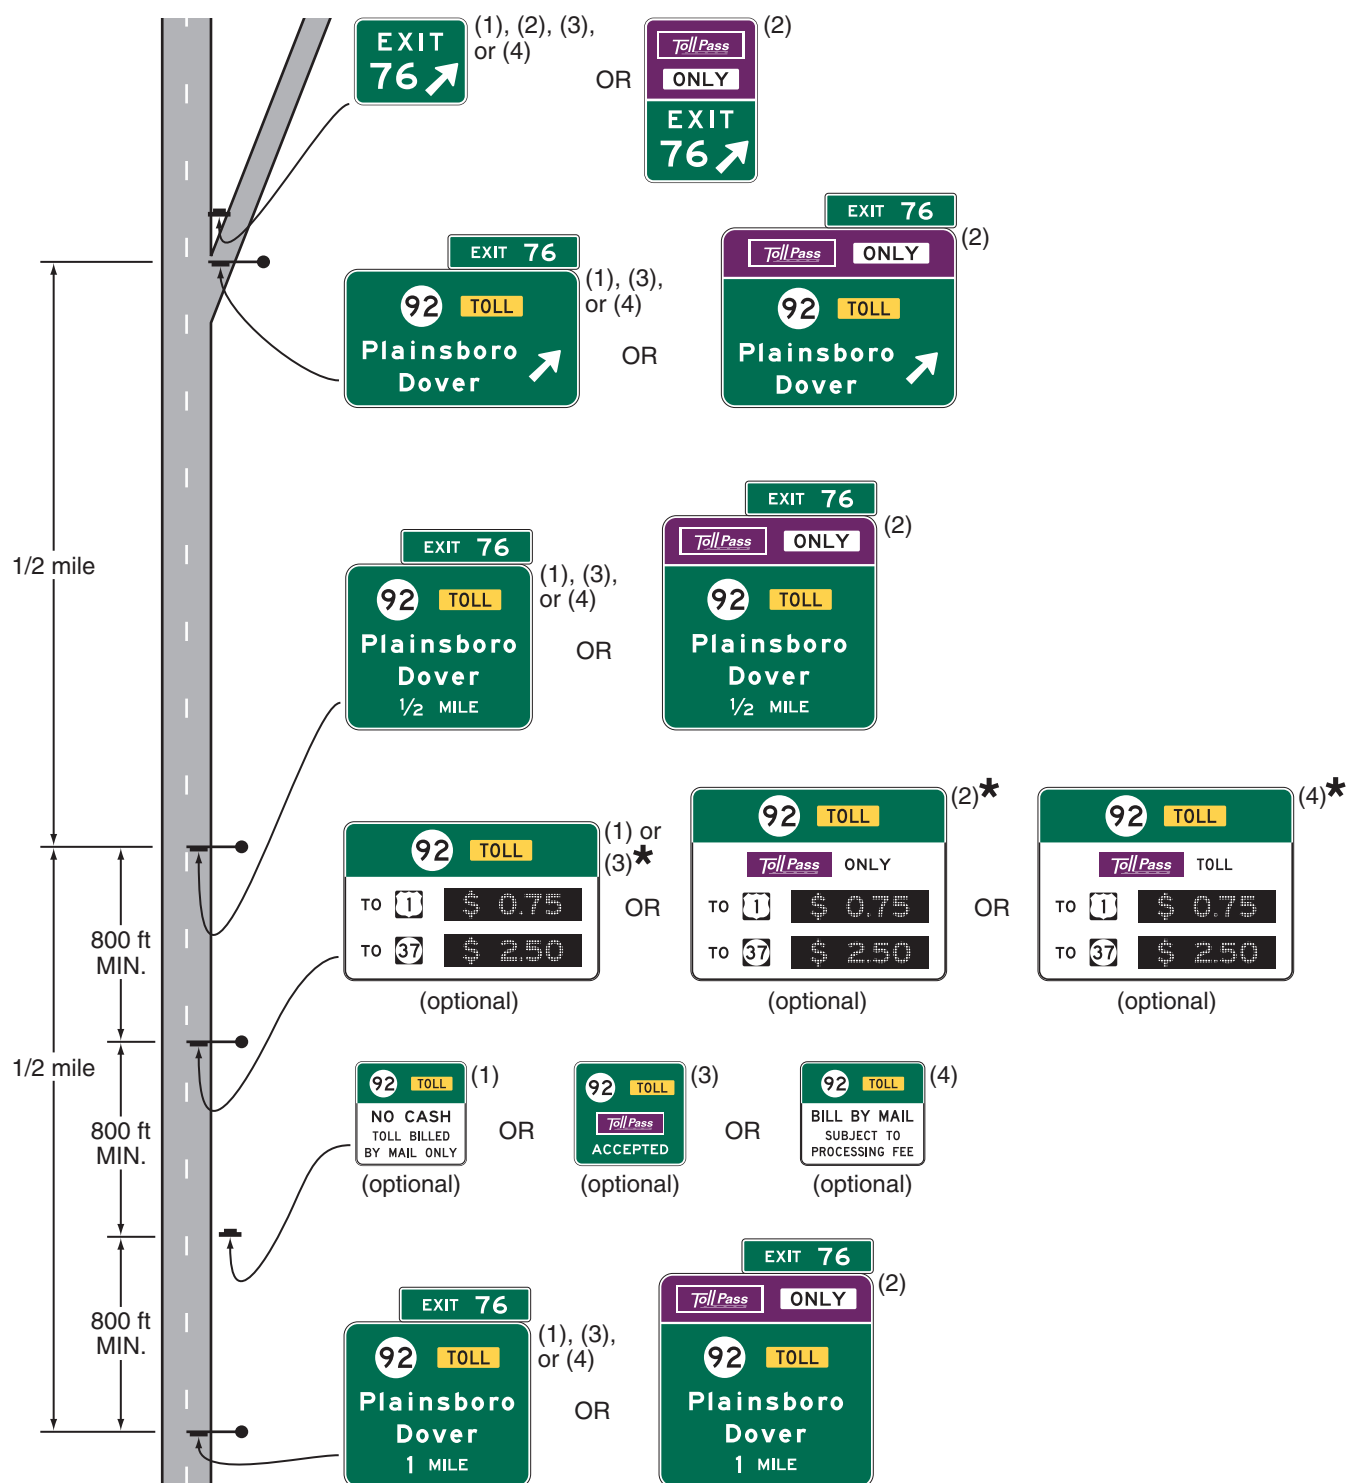 EXIT
76
(1), (2), (3),
or (4)
OR
Toll Pass
ONLY
EXIT
76
(2)
EXIT 76
92 TOLL
Plainsboro
Dover
(1), (3),
or (4)
OR
EXIT 76
Toll Pass ONLY
92 TOLL
Plainsboro
Dover
(2)
1/2 mile
EXIT 76
92 TOLL
Plainsboro
Dover
1/2 MILE
(1), (3),
or (4)
OR
EXIT 76
Toll Pass ONLY
92 TOLL
Plainsboro
Dover
1/2 MILE
(2)
92 TOLL
TO 1 $ 0.75
TO 37 $ 2.50
(1) or
(3)*
(optional)
OR
92 TOLL
Toll Pass ONLY
TO 1 $ 0.75
TO 37 $ 2.50
(2)*
(optional)
OR
92 TOLL
Toll Pass TOLL
TO 1 $ 0.75
TO 37 $ 2.50
(4)*
(optional)
800 ft
MIN.
1/2 mile
800 ft
MIN.
92 TOLL
NO CASH
TOLL BILLED
BY MAIL ONLY
(1)
(optional)
OR
92 TOLL
Toll Pass
ACCEPTED
(3)
(optional)
OR
92 TOLL
BILL BY MAIL
SUBJECT TO
PROCESSING FEE
(4)
(optional)
800 ft
MIN.
EXIT 76
92 TOLL
Plainsboro
Dover
1 MILE
(1), (3),
or (4)
OR
EXIT 76
Toll Pass ONLY
92 TOLL
Plainsboro
Dover
1 MILE
(2)